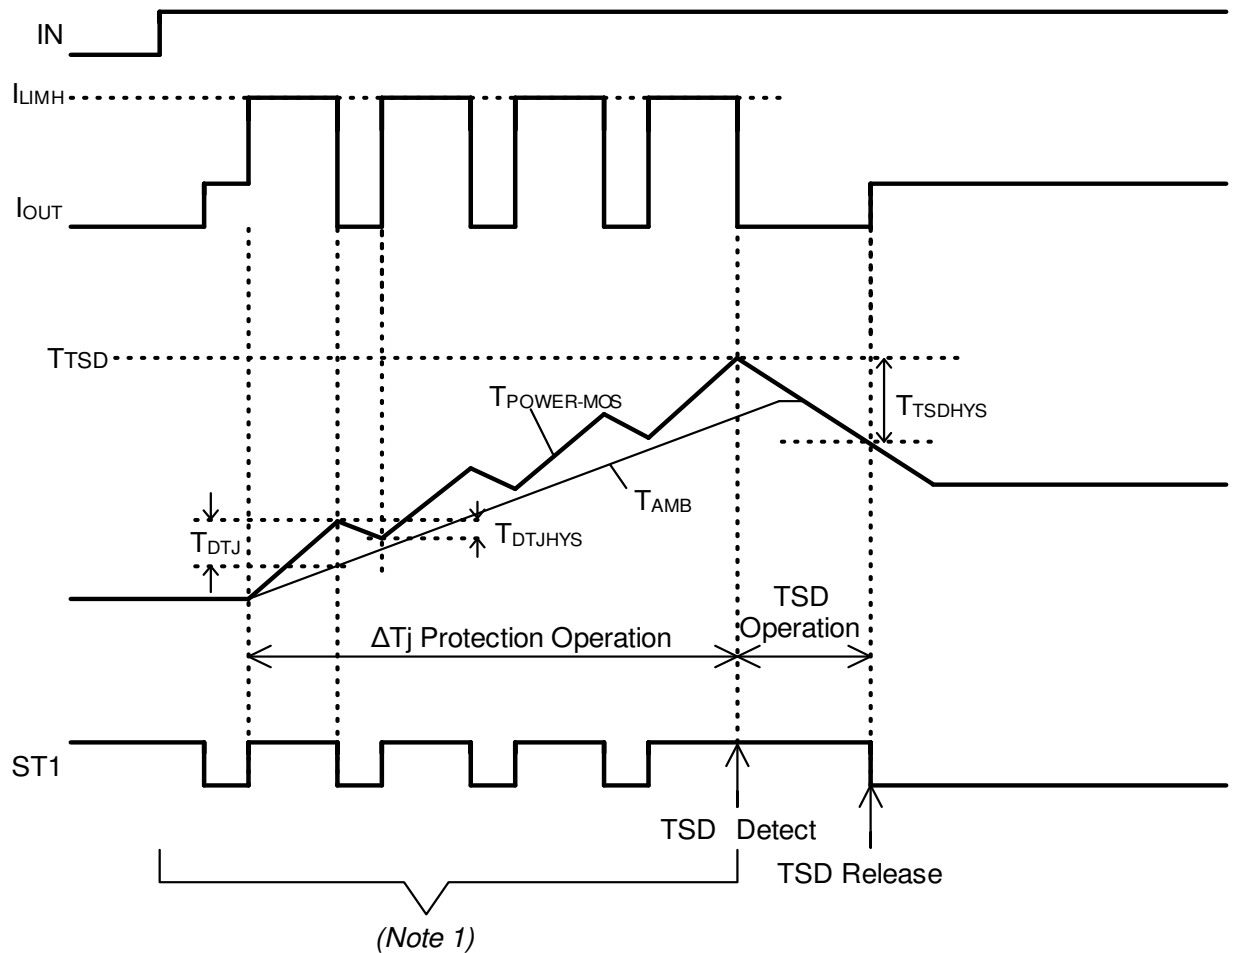 IN
ILIMH
IOUT
TTSD
TPOWER-MOS
TTSDHYS
TAMB
TDTJ
TDTJHYS
TSD
Operation
ΔTj Protection Operation
ST1
TSD Detect
TSD Release
(Note 1)